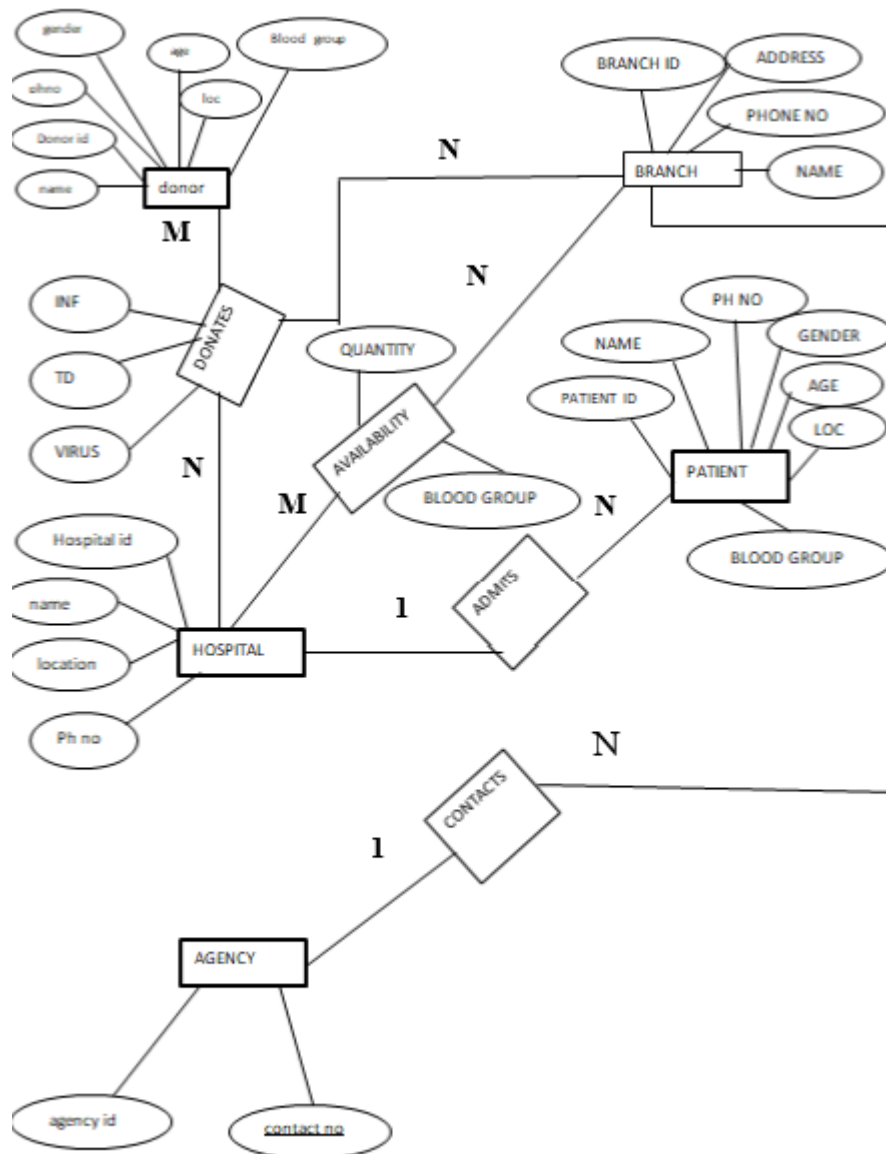 gender
age
Blood group
phno
loc
Donor id
name
donor
BRANCH ID
ADDRESS
PHONE NO
BRANCH
NAME
N
M
N
INF
TD
VIRUS
DONATES
QUANTITY
AVAILABILITY
BLOOD GROUP
PH NO
NAME
GENDER
AGE
PATIENT ID
LOC
PATIENT
BLOOD GROUP
N
M
N
Hospital id
name
location
Ph no
HOSPITAL
1
ADMITS
CONTACTS
N
1
AGENCY
agency id
contact no